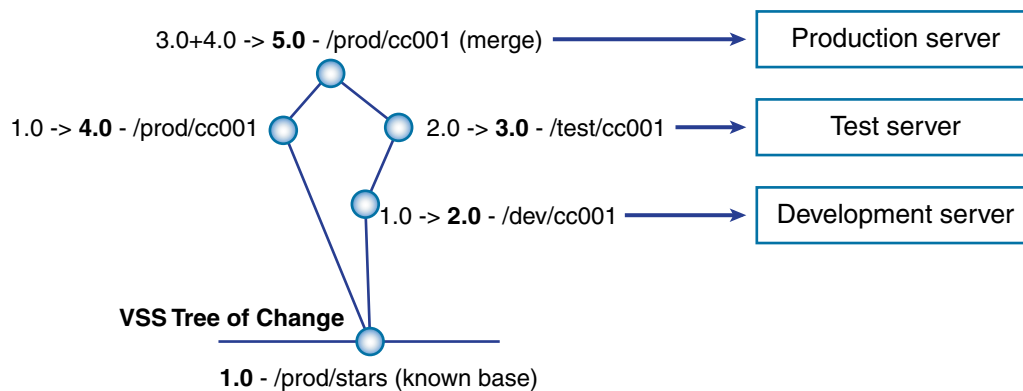 3.0+4.0 -> 5.0 - /prod/cc001 (merge)
Production server
1.0 -> 4.0 - /prod/cc001
2.0 -> 3.0 - /test/cc001
Test server
1.0 -> 2.0 - /dev/cc001
Development server
VSS Tree of Change
1.0 - /prod/stars (known base)